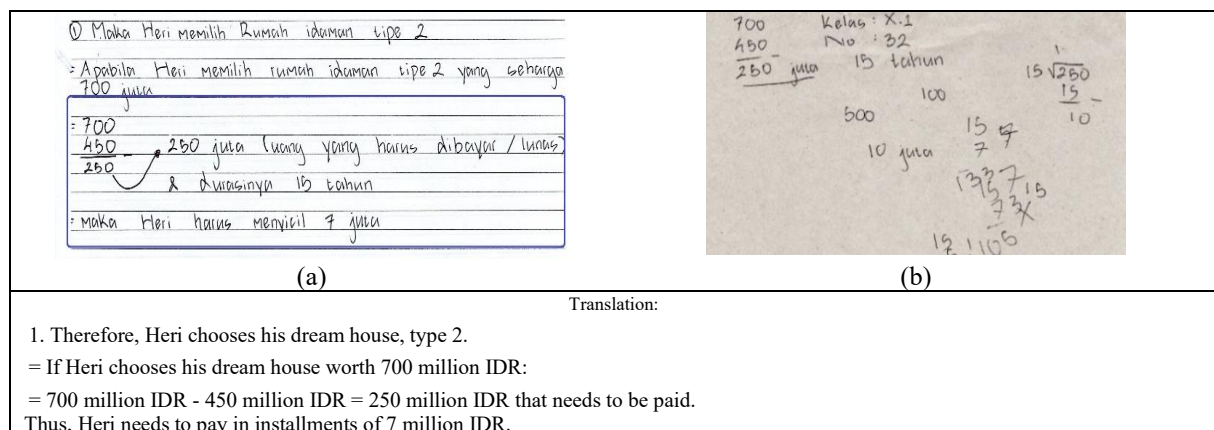 ① Maka Heri memilih Rumah idaman tipe 2
= Apabila Heri memilih rumah idaman tipe 2 yang seharga
700 juta
= 700
450 -
250
250 juta (uang yang harus dibayar / lunas)
& durasinya 15 tahun
= maka Heri harus menyicil 7 juta
(a)
700
450 -
250 juta
Kelas : X.1
No : 32
15 tahun
100
500
10 juta
1
15 √250
15 -
10
15
7
(b)
Translation:
1. Therefore, Heri chooses his dream house, type 2.
= If Heri chooses his dream house worth 700 million IDR:
= 700 million IDR - 450 million IDR = 250 million IDR that needs to be paid.
Thus, Heri needs to pay in installments of 7 million IDR.